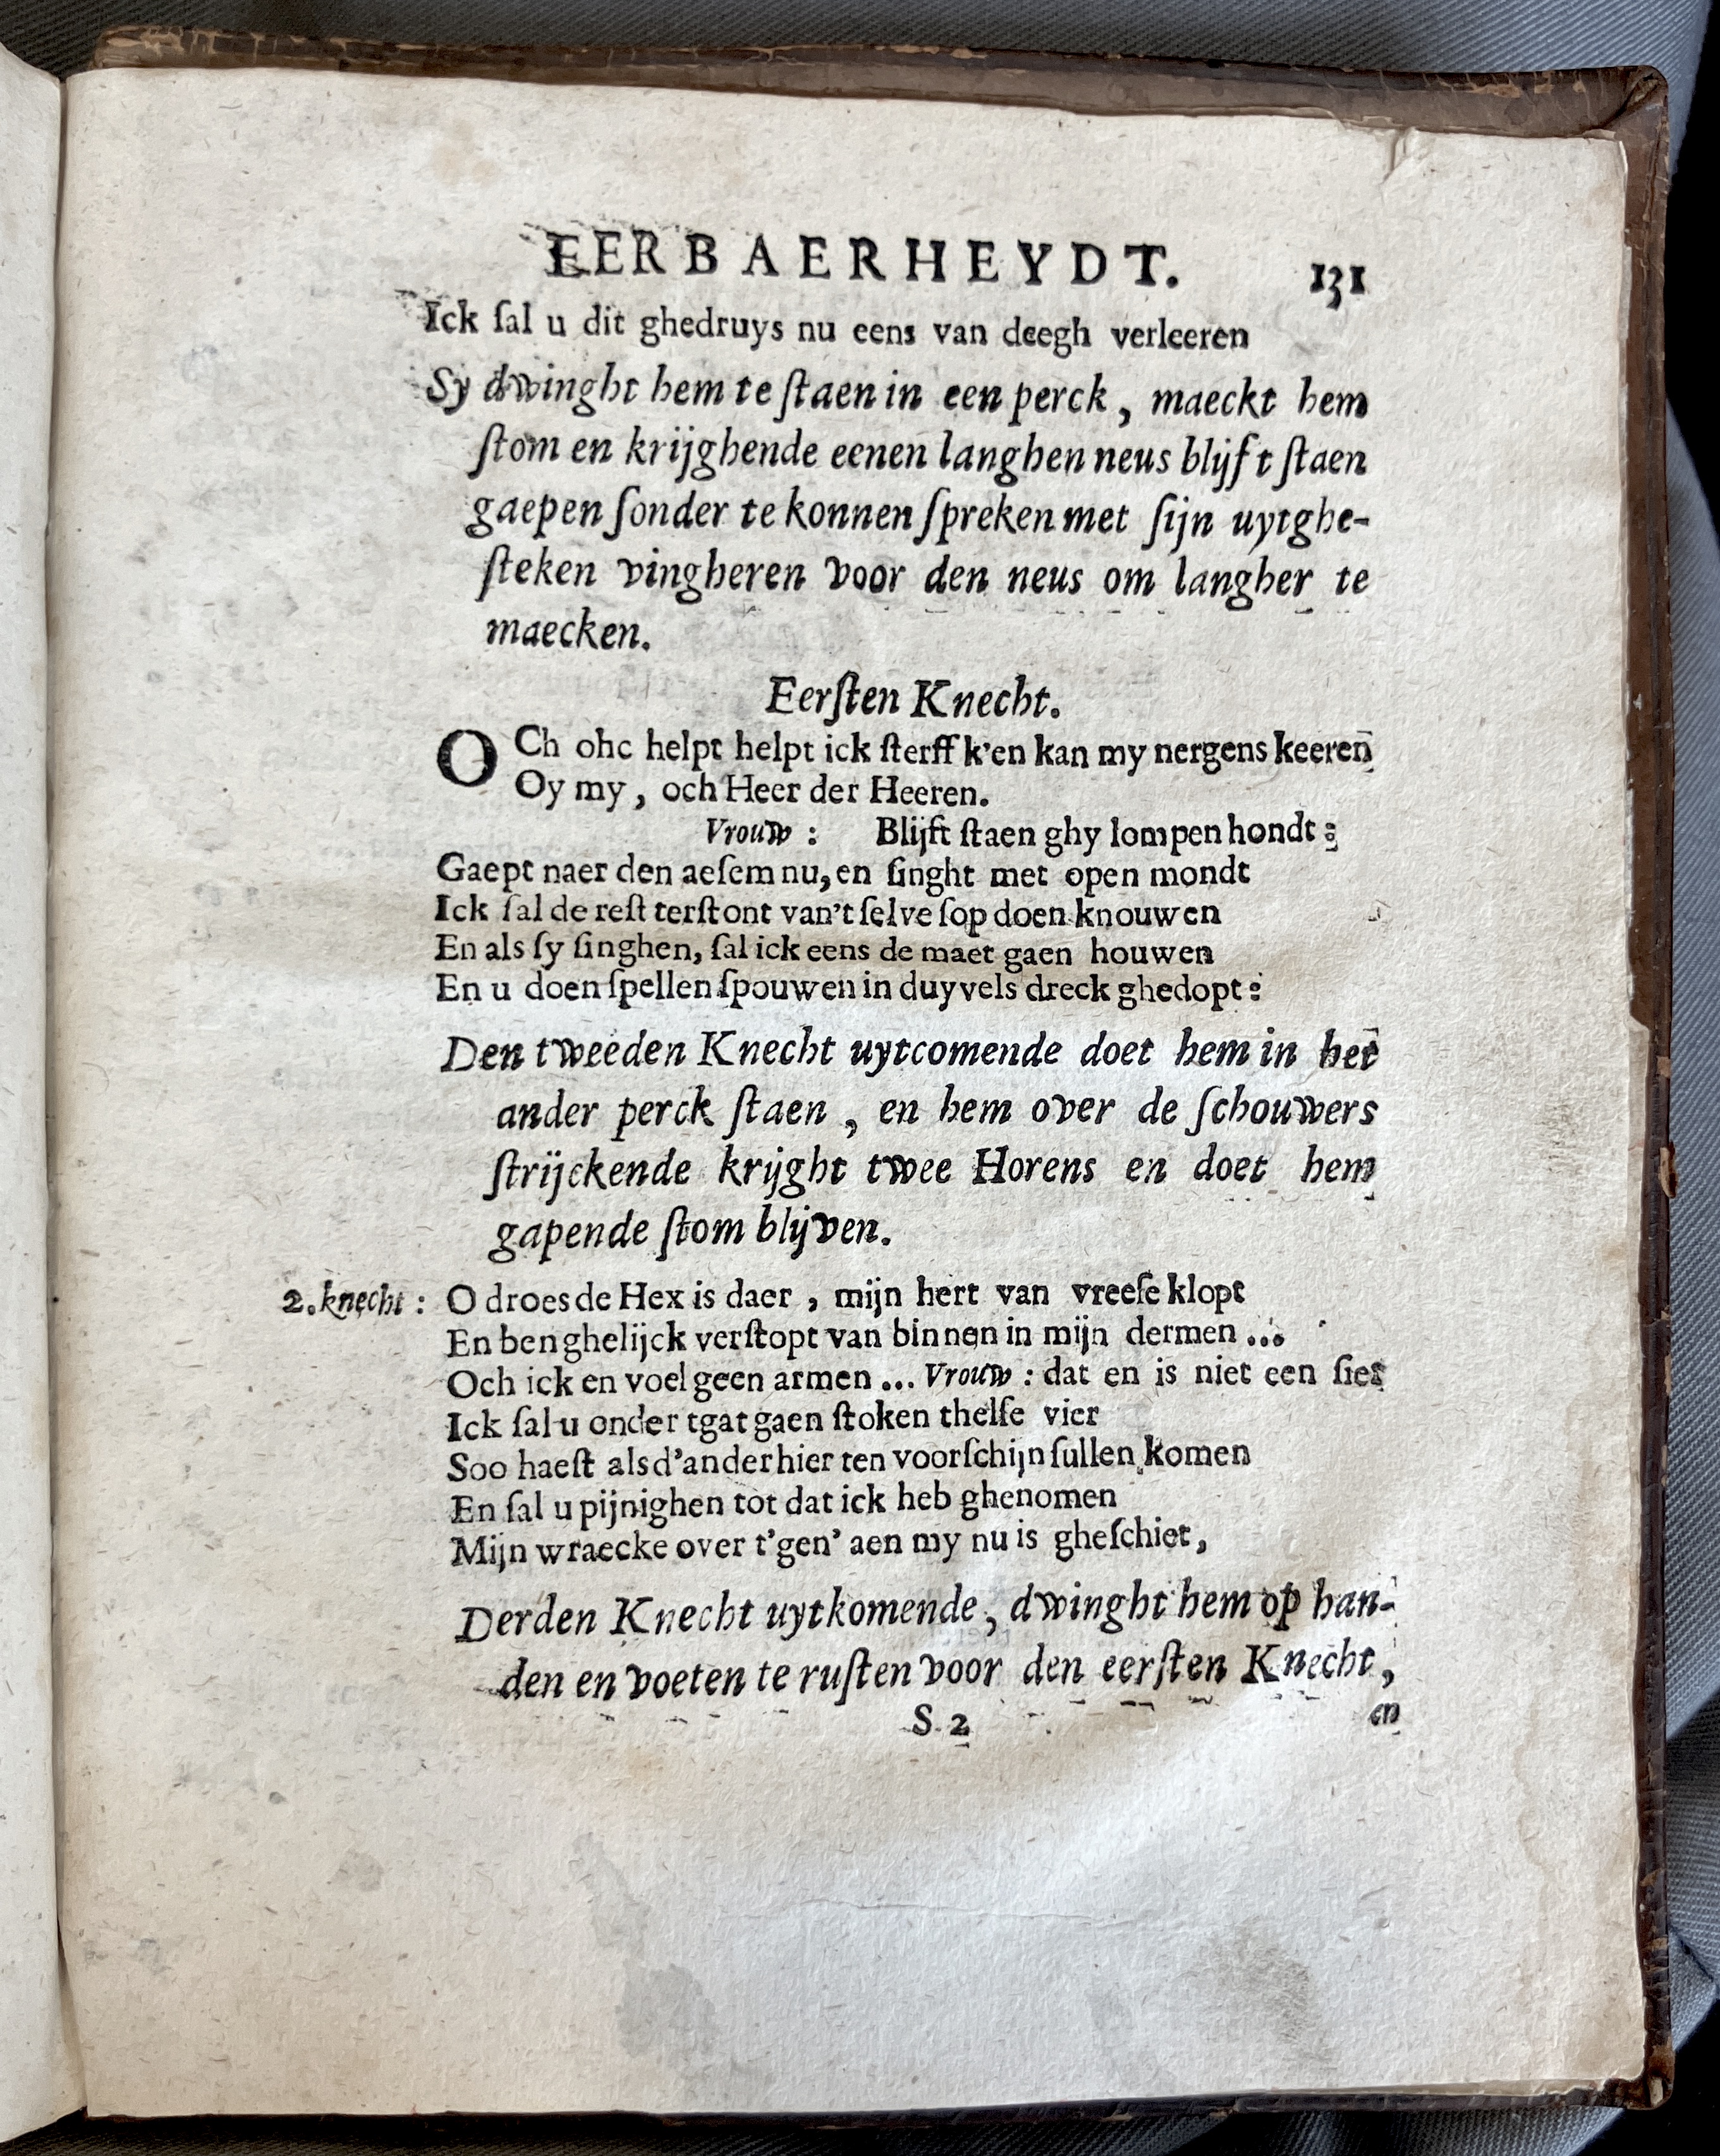 EERBAERHEYDT. 131
Ick ſal u dit ghedruys nu eens van deegh verleeren
Sy dwinght hem te ſtaen in een perck, maeckt hem
ſtom en krijghende eenen langhen neus blijft ſtaen
gaepen ſonder te konnen ſpreken met ſijn uytghe-
ſteken vingheren voor den neus om langher te
maecken.
Eerſten Knecht.
OCh ohc helpt helpt ick ſterff k'en kan my nergens keeren
Oy my, och Heer der Heeren.
Vrouw: Blijft ſtaen ghy lompen hondt:
Gaept naer den aeſem nu, en ſinght met open mondt
Ick ſal de reſt terſtont van't ſelve ſop doen knouwen
En als ſy ſinghen, ſal ick eens de maet gaen houwen
En u doen ſpellen ſpouwen in duyvels dreck ghedopt:
Den tweeden Knecht uytcomende doet hem in het
ander perck ſtaen, en hem over de ſchouwers
ſtrijckende krijght twee Horens en doet hem
gapende ſtom blijven.
2. knecht: O droes de Hex is daer, mijn hert van vreeſe klopt
En ben ghelijck verſtopt van binnen in mijn dermen ...
Och ick en voel geen armen ... Vrouw: dat en is niet een ſier
Ick ſal u onder tgat gaen ſtoken thelſe vier
Soo haeſt als d'ander hier ten voorſchijn ſullen komen
En ſal u pijnighen tot dat ick heb ghenomen
Mijn wraecke over t'gen' aen my nu is gheſchiet,
Derden Knecht uytkomende, dwinght hem op han-
den en voeten te ruſten voor den eerſten Knecht,
S 2 en